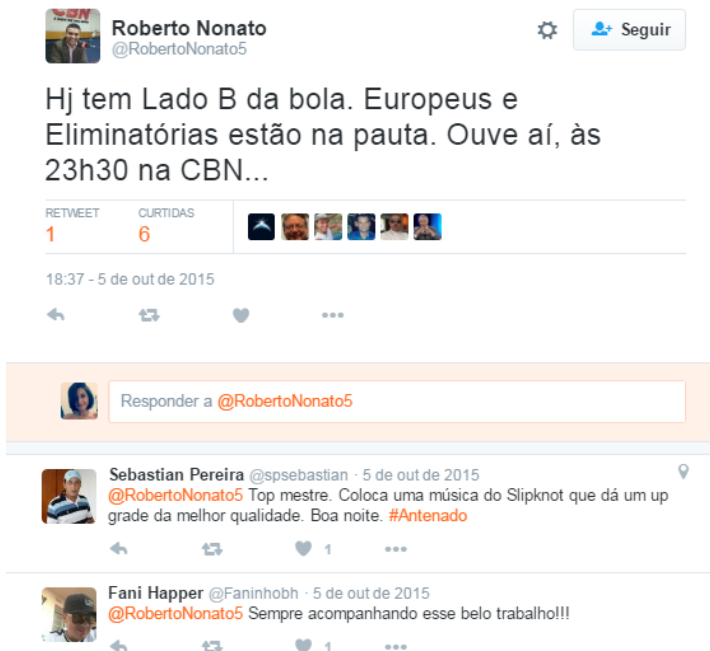 CBN
Roberto Nonato
@RobertoNonato5
Seguir
Hj tem Lado B da bola. Europeus e
Eliminatórias estão na pauta. Ouve aí, às
23h30 na CBN...
RETWEET CURTIDAS
1 6
18:37 - 5 de out de 2015
Responder a @RobertoNonato5
Sebastian Pereira @spsebastian · 5 de out de 2015
@RobertoNonato5 Top mestre. Coloca uma música do Slipknot que dá um up
grade da melhor qualidade. Boa noite. #Antenado
1
Fani Happer @Faninhobh · 5 de out de 2015
@RobertoNonato5 Sempre acompanhando esse belo trabalho!!!
1